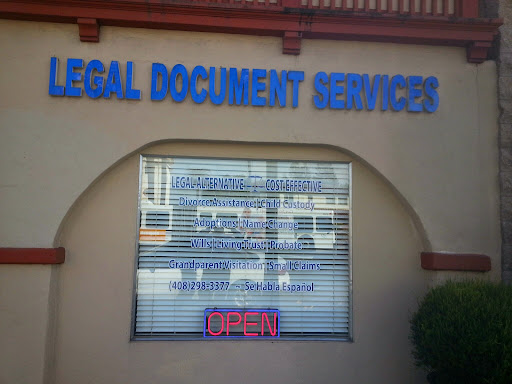 LEGAL DOCUMENT SERVICES
LEGAL ALTERNATIVE COST EFFECTIVE
Divorce Assistance | Child Custody
Adoptions | Name Change
Wills | Living Trust | Probate
Grandparent Visitation | Small Claims
(408) 298-3377 ~ Se Habla Español
OPEN